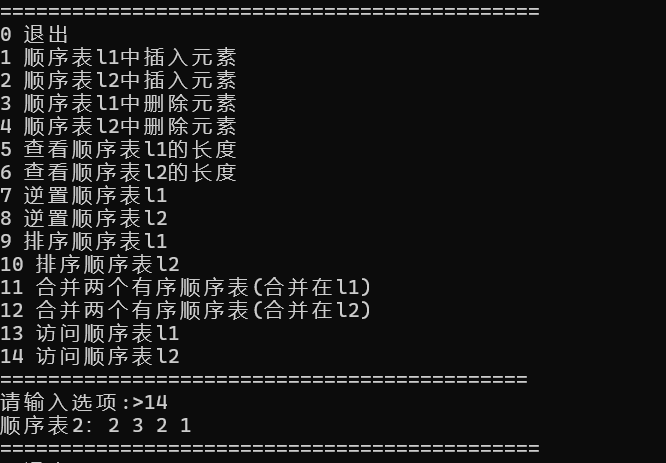 =============================================
0 退出
1 顺序表l1中插入元素
2 顺序表l2中插入元素
3 顺序表l1中删除元素
4 顺序表l2中删除元素
5 查看顺序表l1的长度
6 查看顺序表l2的长度
7 逆置顺序表l1
8 逆置顺序表l2
9 排序顺序表l1
10 排序顺序表l2
11 合并两个有序顺序表(合并在l1)
12 合并两个有序顺序表(合并在l2)
13 访问顺序表l1
14 访问顺序表l2
============================================
请输入选项:>14
顺序表2: 2 3 2 1
=============================================